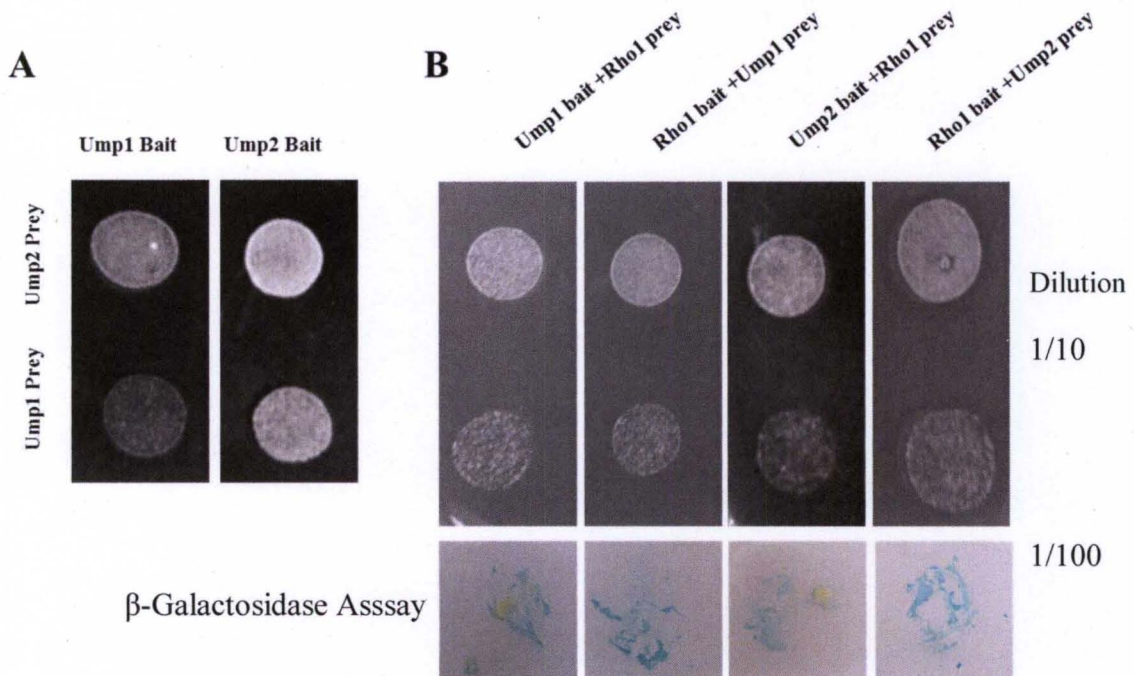 A
B
Ump1 Bait
Ump2 Bait
Ump2 Prey
Ump1 Prey
Ump1 bait +Rho1 prey
Rho1 bait +Ump1 prey
Ump2 bait+Rho1 prey
Rho1 bait +Ump2 prey
Dilution
1/10
1/100
β-Galactosidase Asssay